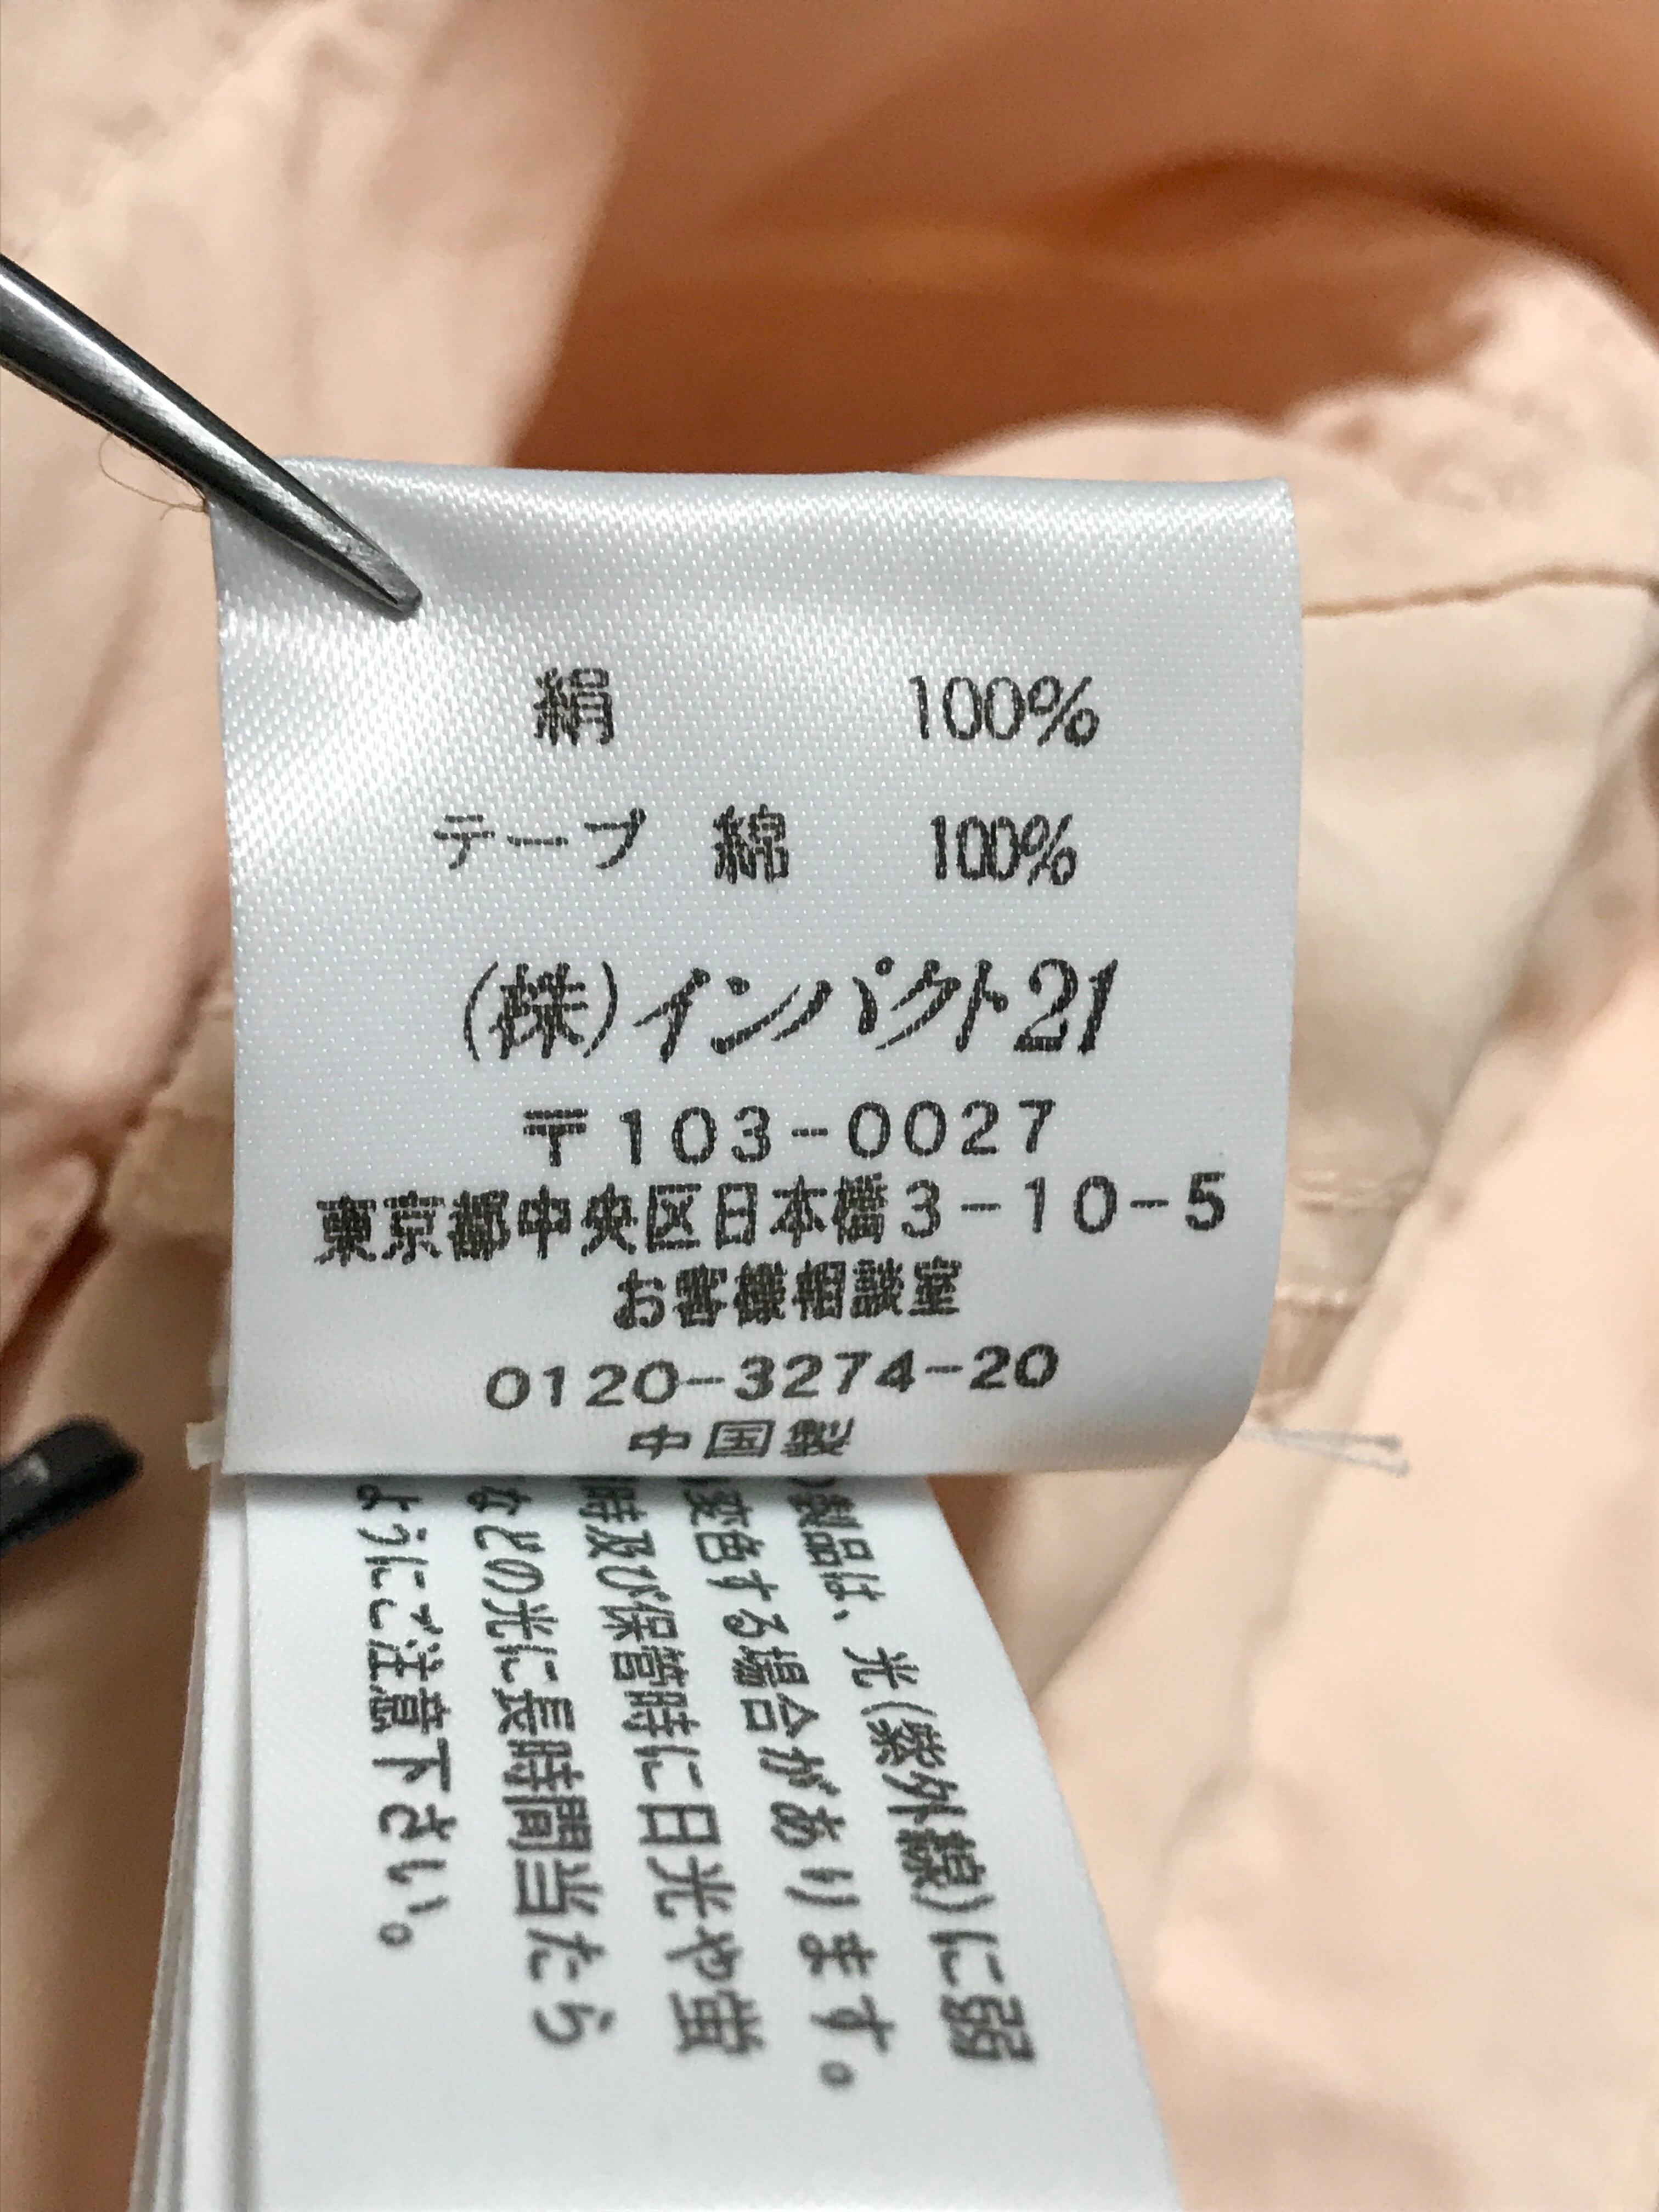 絹 100%
テープ 綿 100%
(株)インパクト21
〒103-0027
東京都中央区日本橋3-10-5
お客様相談室
0120-3274-20
中国製
製品は、光(紫外線)に弱
変色する場合があります。
時及び保管時に日光や蛍
などの光に長時間当たら
ようにご注意下さい。